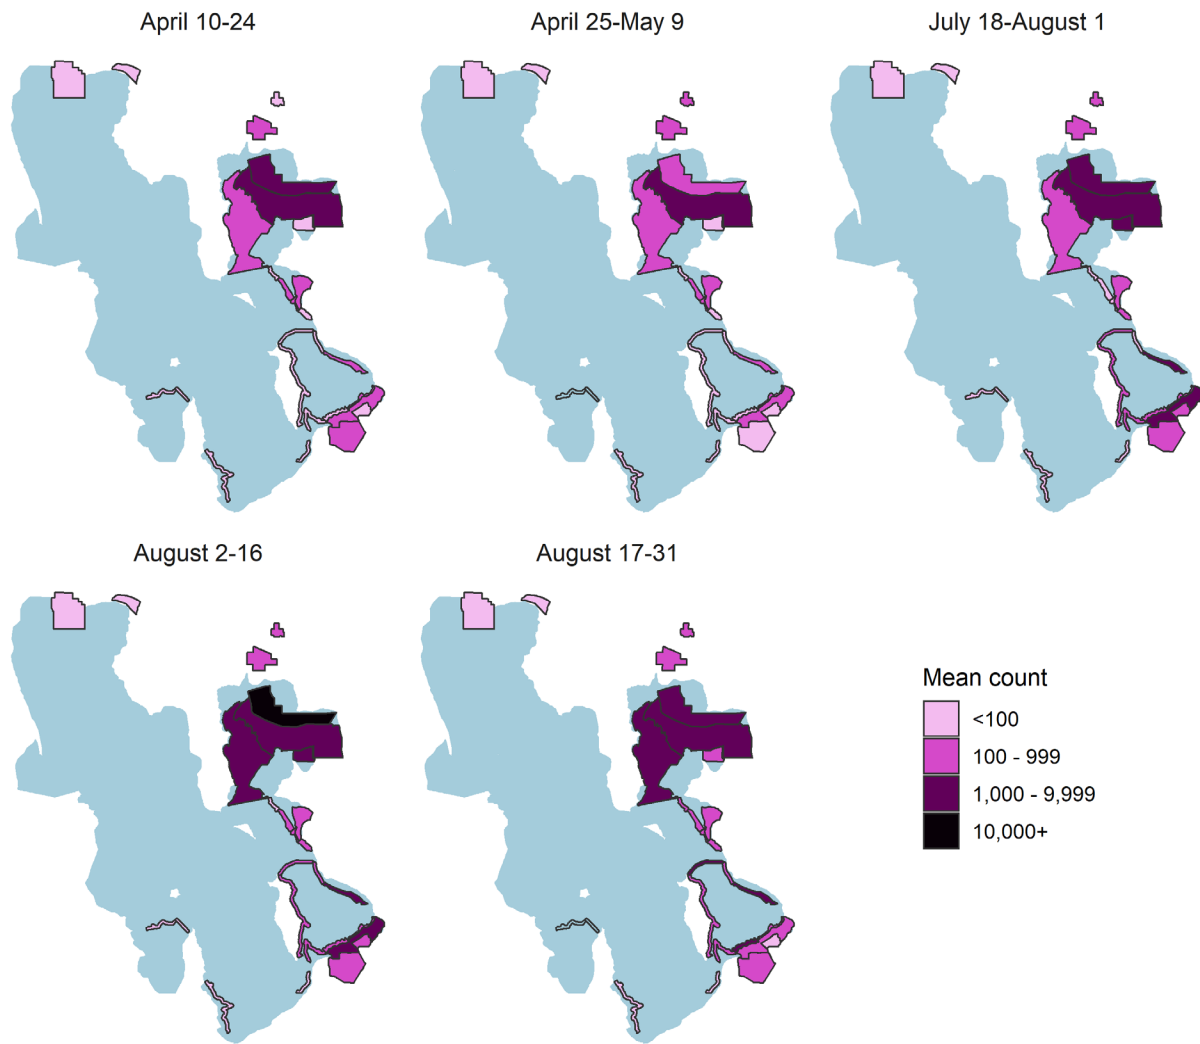 April 10-24
April 25-May 9
July 18-August 1
August 2-16
August 17-31
Mean count
<100
100 - 999
1,000 - 9,999
10,000+